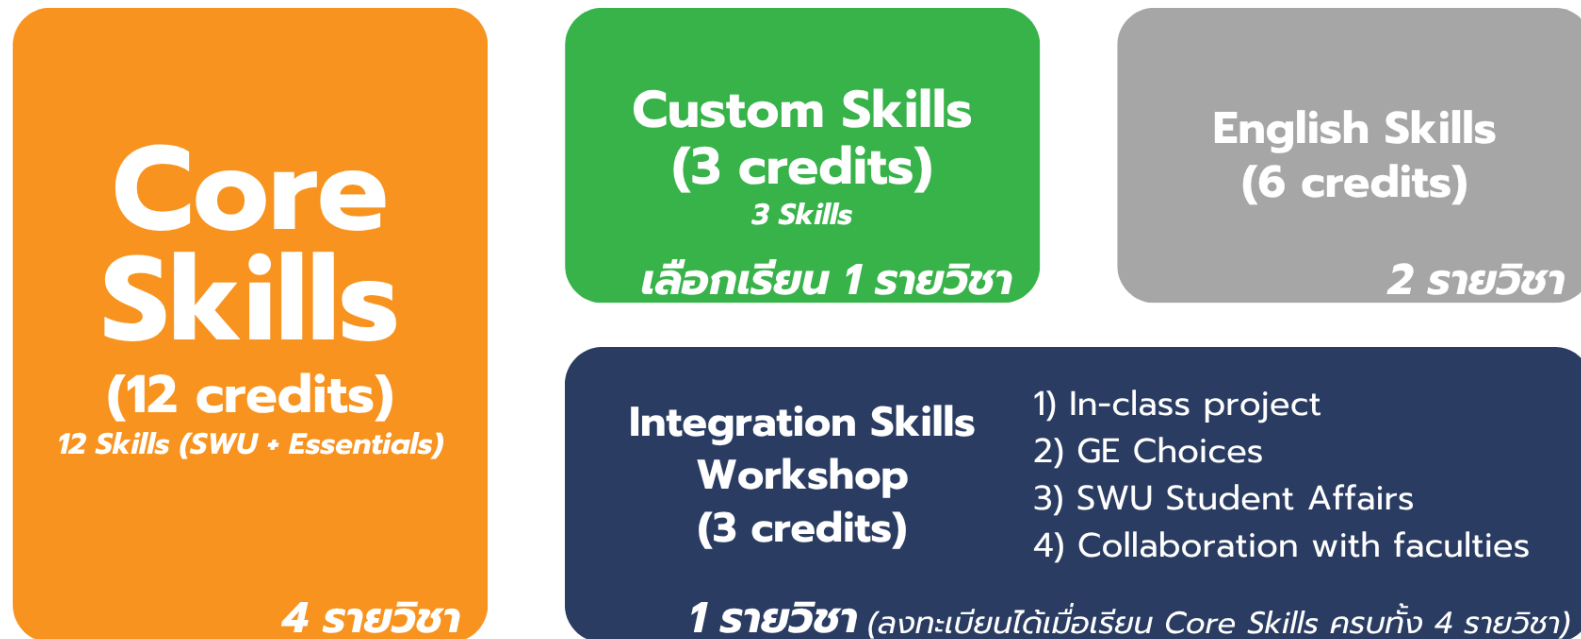 Core
Skills
(12 credits)
12 Skills (SWU + Essentials)
4 รายวิชา
Custom Skills
(3 credits)
3 Skills
เลือกเรียน 1 รายวิชา
English Skills
(6 credits)
2 รายวิชา
Integration Skills
Workshop
(3 credits)
1) In-class project
2) GE Choices
3) SWU Student Affairs
4) Collaboration with faculties
1 รายวิชา (ลงทะเบียนได้เมื่อเรียน Core Skills ครบทั้ง 4 รายวิชา)